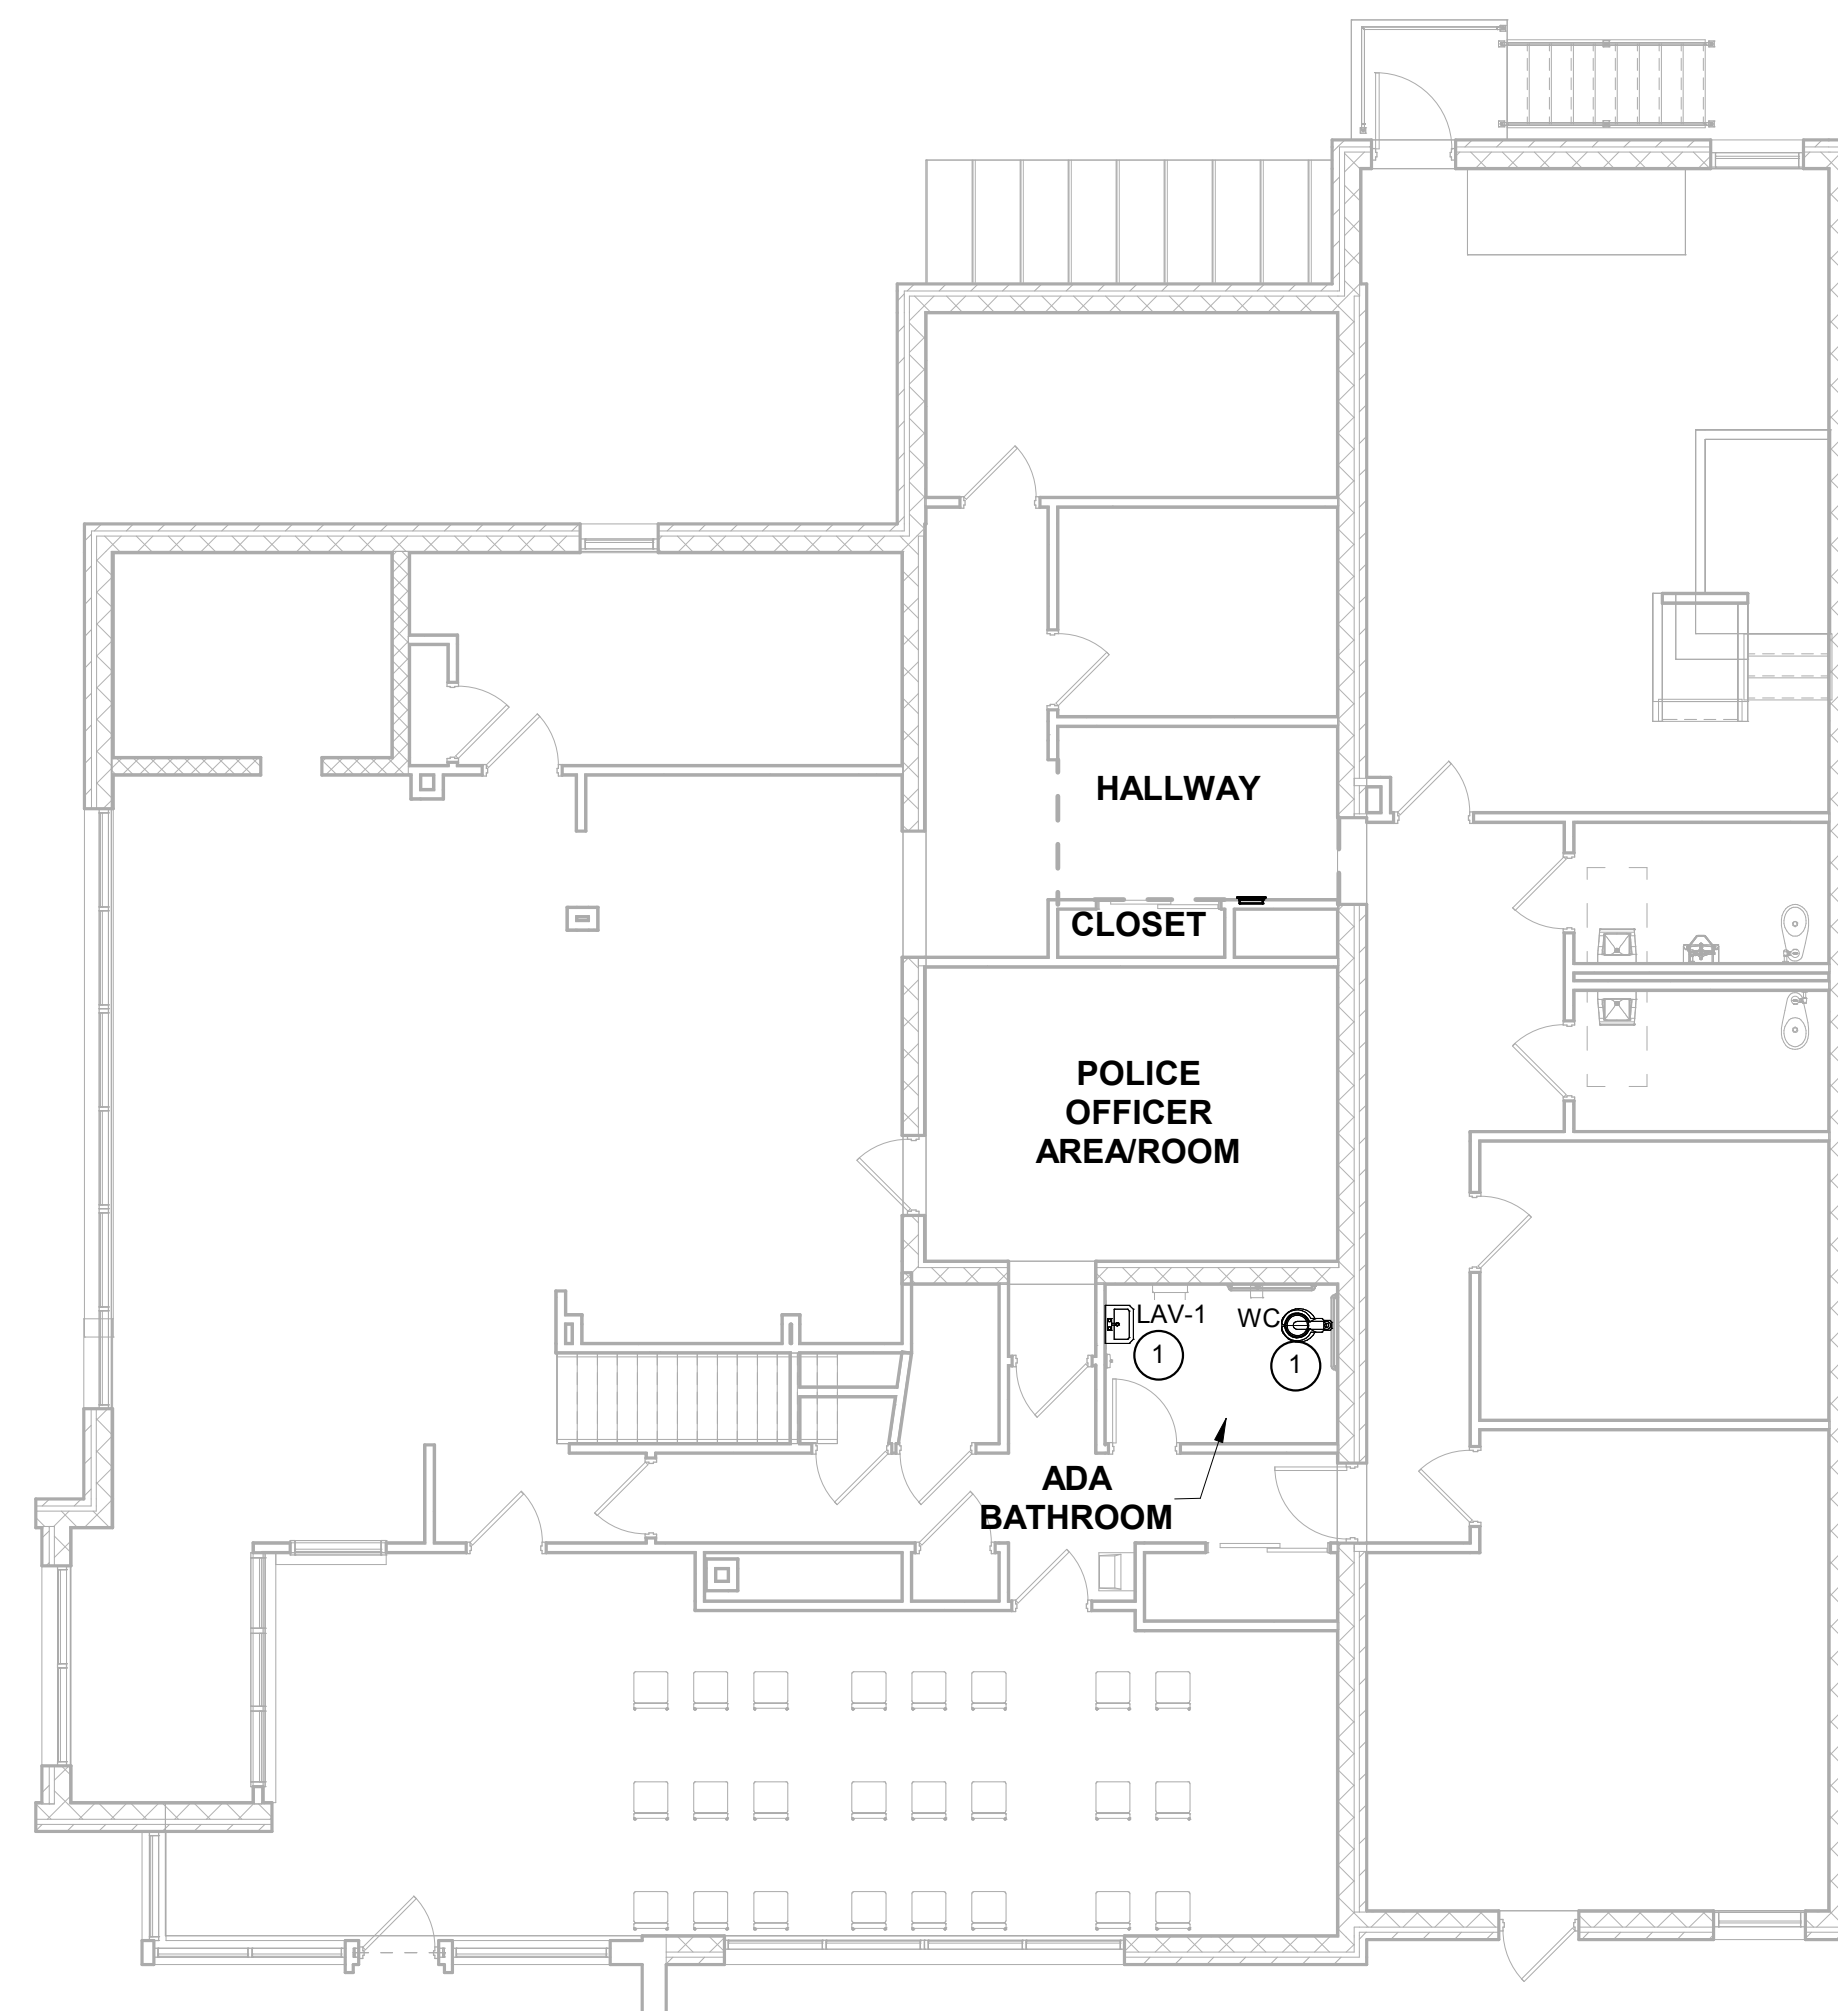 HALLWAY
CLOSET
POLICE
OFFICER
AREA/ROOM
LAV-1
WC
1
1
ADA
BATHROOM